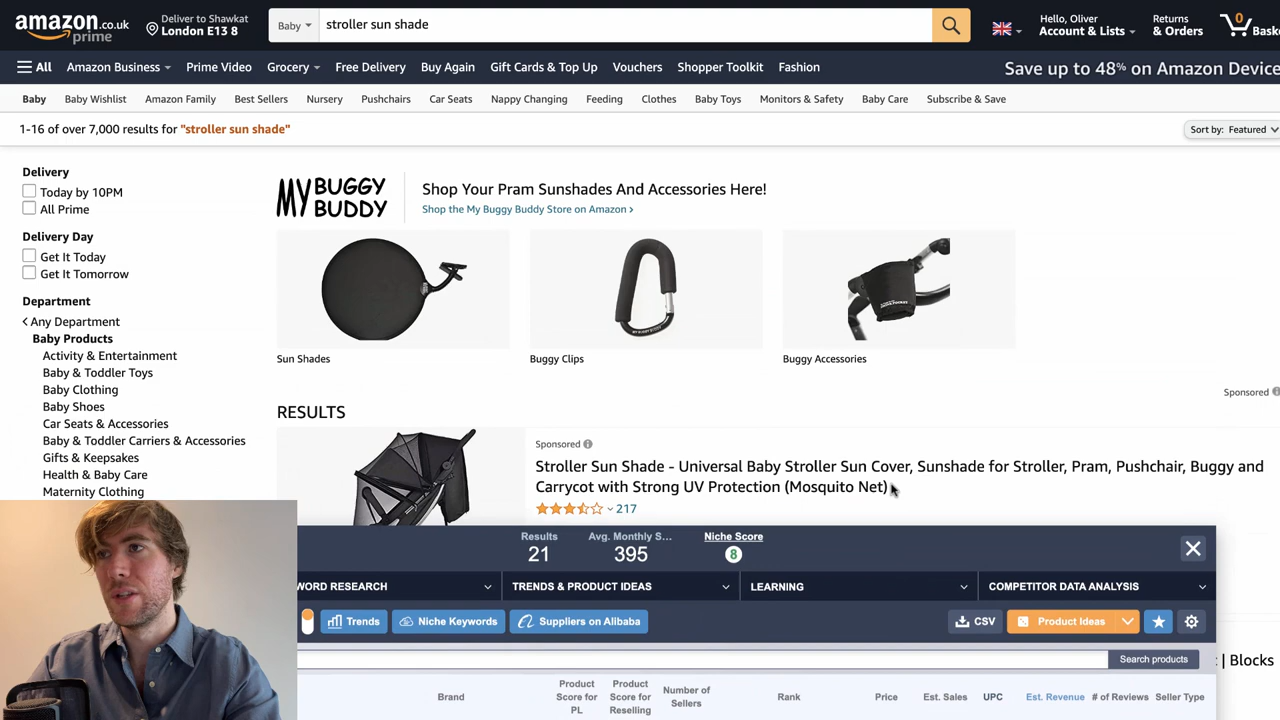 amazon.co.uk
prime
Deliver to Shawkat
London E13 8
Baby
stroller sun shade
Hello, Oliver
Account & Lists
Returns
& Orders
0
Bask
All
Amazon Business
Prime Video
Grocery
Free Delivery
Buy Again
Gift Cards & Top Up
Vouchers
Shopper Toolkit
Fashion
Save up to 48% on Amazon Device
Baby
Baby Wishlist
Amazon Family
Best Sellers
Nursery
Pushchairs
Car Seats
Nappy Changing
Feeding
Clothes
Baby Toys
Monitors & Safety
Baby Care
Subscribe & Save
1-16 of over 7,000 results for "stroller sun shade"
Sort by: Featured
Delivery
Today by 10PM
All Prime
Delivery Day
Get It Today
Get It Tomorrow
Department
Any Department
Baby Products
Activity & Entertainment
Baby & Toddler Toys
Baby Clothing
Baby Shoes
Car Seats & Accessories
Baby & Toddler Carriers & Accessories
Gifts & Keepsakes
Health & Baby Care
Maternity Clothing
MY BUGGY
BUDDY
Shop Your Pram Sunshades And Accessories Here!
Shop the My Buggy Buddy Store on Amazon ›
Sun Shades
Buggy Clips
Buggy Accessories
Sponsored
RESULTS
Sponsored
Stroller Sun Shade - Universal Baby Stroller Sun Cover, Sunshade for Stroller, Pram, Pushchair, Buggy and
Carrycot with Strong UV Protection (Mosquito Net)
217
Results
21
Avg. Monthly S...
395
Niche Score
8
WORD RESEARCH
TRENDS & PRODUCT IDEAS
LEARNING
COMPETITOR DATA ANALYSIS
Trends
Niche Keywords
Suppliers on Alibaba
CSV
Product Ideas
Search products
| Blocks
Brand
Product
Score for
PL
Product
Score for
Reselling
Number of
Sellers
Rank
Price
Est. Sales
UPC
Est. Revenue
# of Reviews
Seller Type